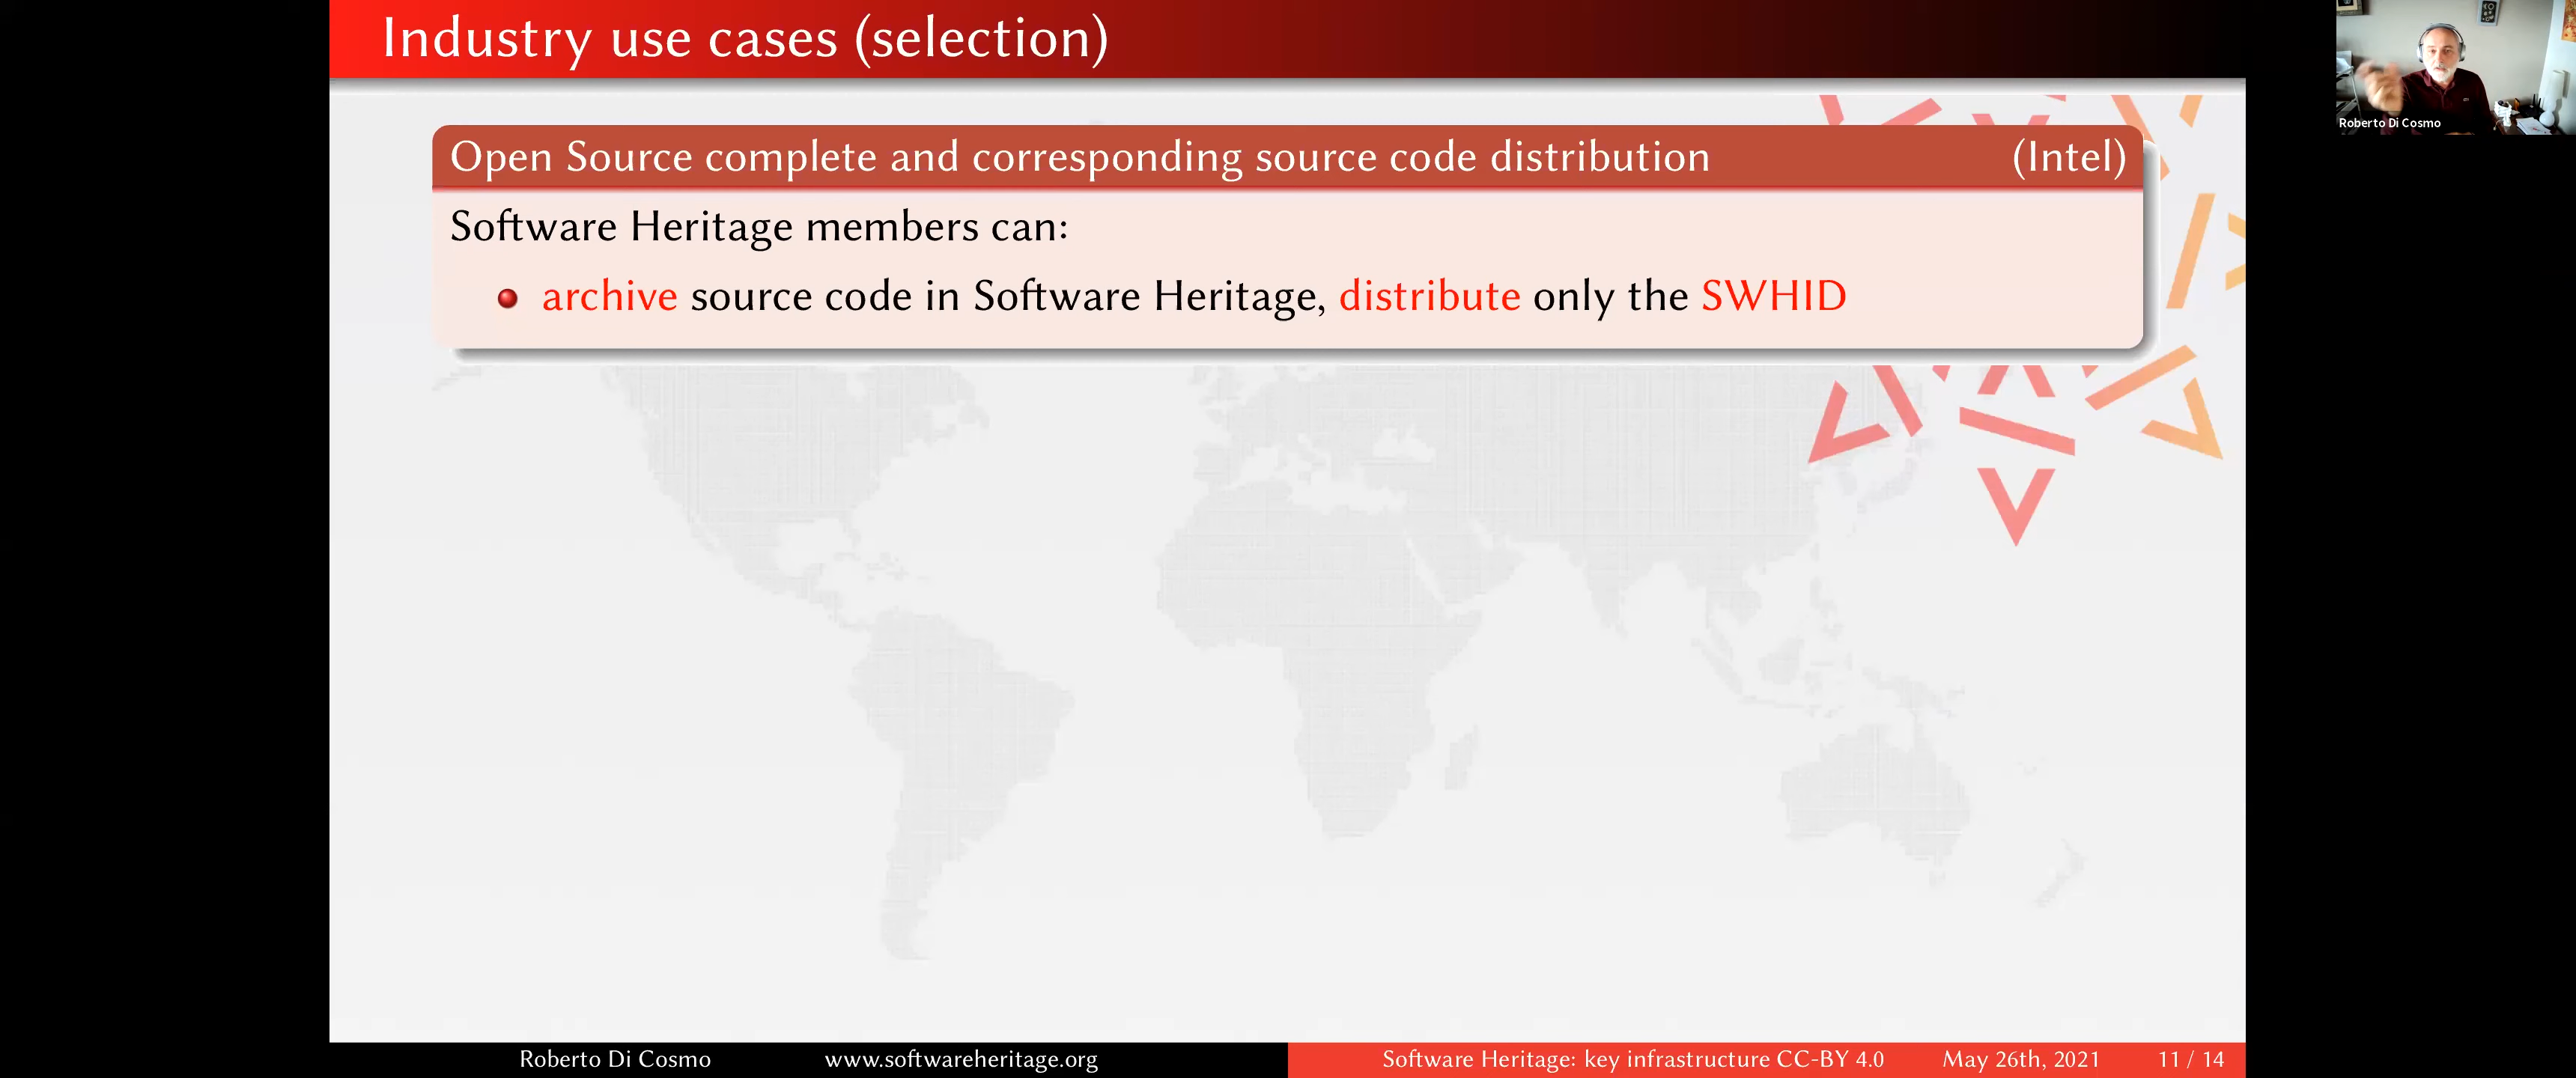 Industry use cases (selection)
Roberto Di Cosmo
Open Source complete and corresponding source code distribution (Intel)
Software Heritage members can:
archive source code in Software Heritage, distribute only the SWHID
Roberto Di Cosmo www.softwareheritage.org Software Heritage: key infrastructure CC-BY 4.0 May 26th, 2021 11 / 14